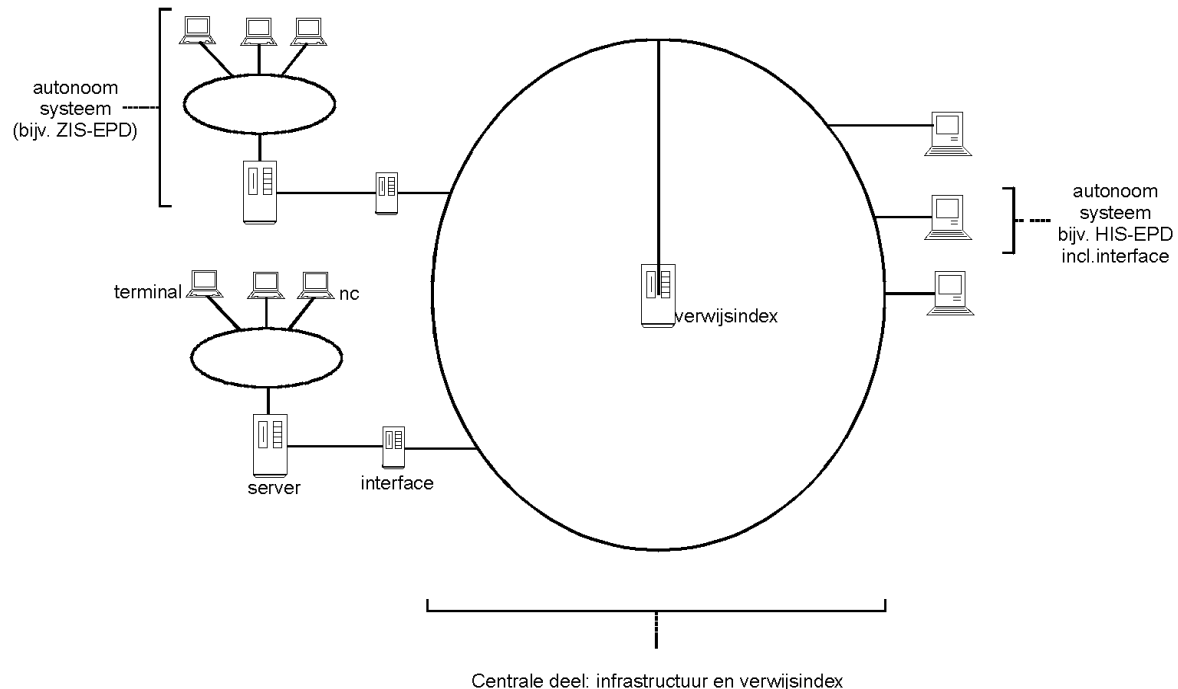 autonoom
systeem
(bijv. ZIS-EPD)
terminal
nc
server
interface
verwijsindex
autonoom
systeem
bijv. HIS-EPD
incl.interface
Centrale deel: infrastructuur en verwijsindex